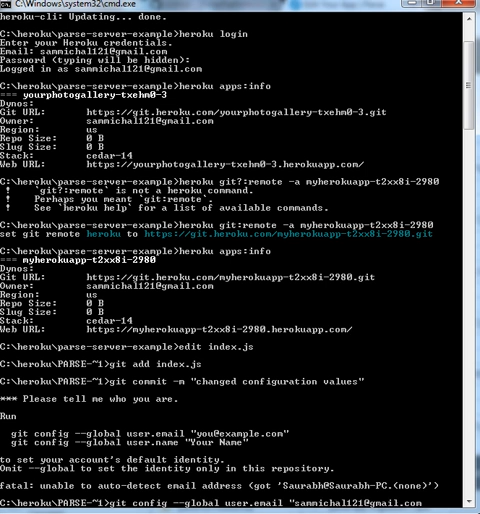 C:\Windows\system32\cmd.exe
heroku-cli: Updating... done.
C:\heroku\parse-server-example>heroku login
Enter your Heroku credentials.
Email: sammichal121@gmail.com
Password (typing will be hidden):
Logged in as sammichal121@gmail.com
C:\heroku\parse-server-example>heroku apps:info
=== yourphotogallery-txehm0-3
Dynos:
Git URL: https://git.heroku.com/yourphotogallery-txehm0-3.git
Owner: sammichal121@gmail.com
Region: us
Repo Size: 0 B
Slug Size: 0 B
Stack: cedar-14
Web URL: https://yourphotogallery-txehm0-3.herokuapp.com/
C:\heroku\parse-server-example>heroku git?:remote -a myherokuapp-t2xx8i-2980
! `git?:remote` is not a heroku command.
! Perhaps you meant `git:remote`.
! See `heroku help` for a list of available commands.
C:\heroku\parse-server-example>heroku git:remote -a myherokuapp-t2xx8i-2980
set git remote heroku to https://git.heroku.com/myherokuapp-t2xx8i-2980.git
C:\heroku\parse-server-example>heroku apps:info
=== myherokuapp-t2xx8i-2980
Dynos:
Git URL: https://git.heroku.com/myherokuapp-t2xx8i-2980.git
Owner: sammichal121@gmail.com
Region: us
Repo Size: 0 B
Slug Size: 0 B
Stack: cedar-14
Web URL: https://myherokuapp-t2xx8i-2980.herokuapp.com/
C:\heroku\parse-server-example>edit index.js
C:\heroku\PARSE-~1>git add index.js
C:\heroku\PARSE-~1>git commit -m "changed configuration values"
*** Please tell me who you are.
Run
git config --global user.email "you@example.com"
git config --global user.name "Your Name"
to set your account's default identity.
Omit --global to set the identity only in this repository.
fatal: unable to auto-detect email address (got 'Saurabh@Saurabh-PC.(none)')
C:\heroku\PARSE-~1>git config --global user.email "sammichal121@gmail.com